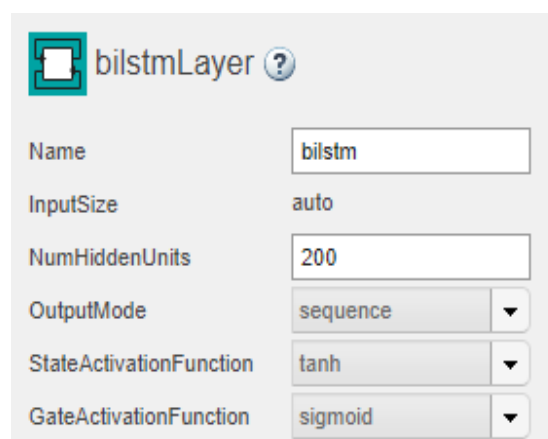 bilstmLayer ?
Name bilstm
InputSize auto
NumHiddenUnits 200
OutputMode sequence
StateActivationFunction tanh
GateActivationFunction sigmoid